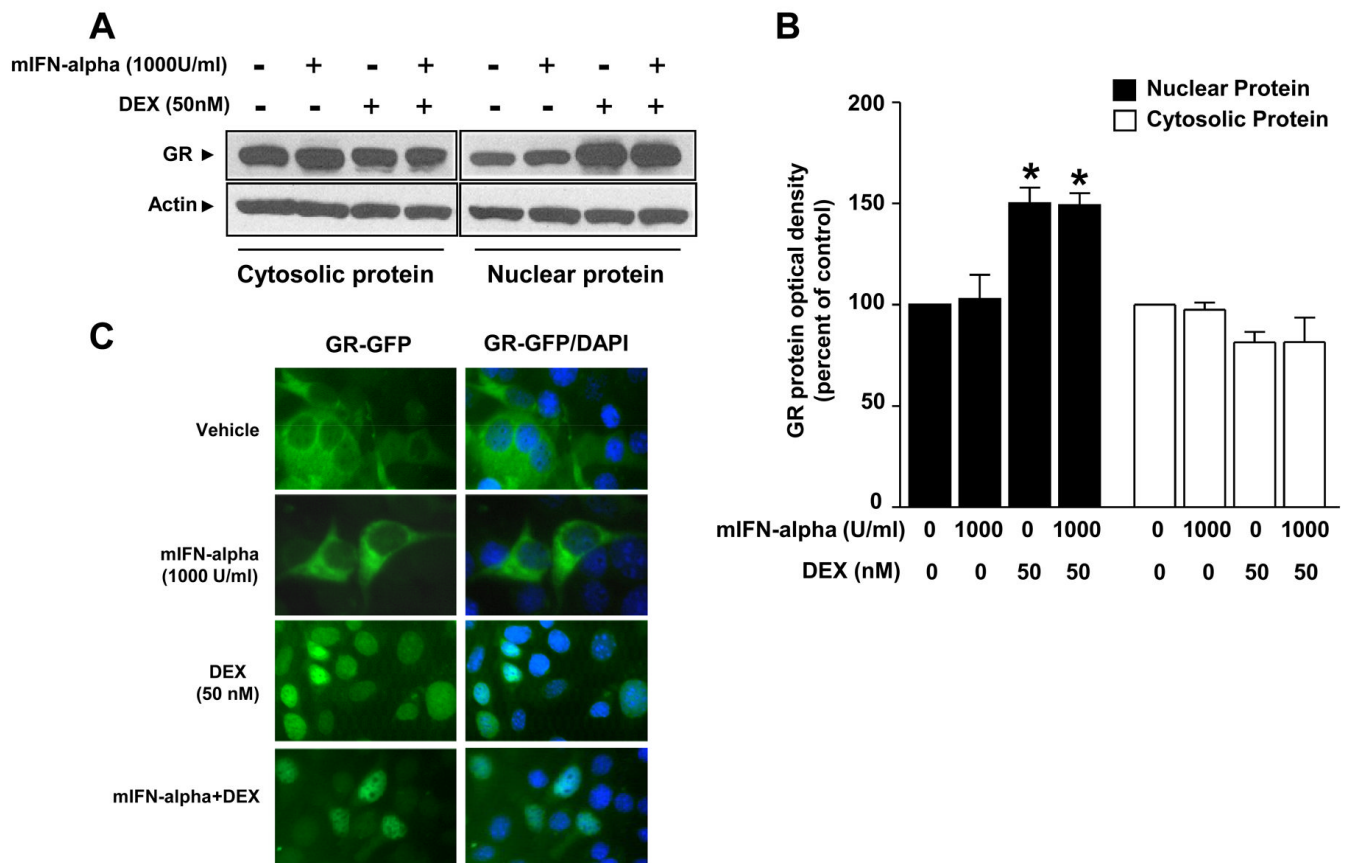 A
mIFN-alpha (1000U/ml) - + - + - + - +
DEX (50nM) - - + + - - + +
GR ►
Actin ►
Cytosolic protein Nuclear protein
B
Nuclear Protein
Cytosolic Protein
GR protein optical density
(percent of control)
200
150
100
50
0
* *
mIFN-alpha (U/ml) 0 1000 0 1000 0 1000 0 1000
DEX (nM) 0 0 50 50 0 0 50 50
C
GR-GFP GR-GFP/DAPI
Vehicle
mIFN-alpha
(1000 U/ml)
DEX
(50 nM)
mIFN-alpha+DEX